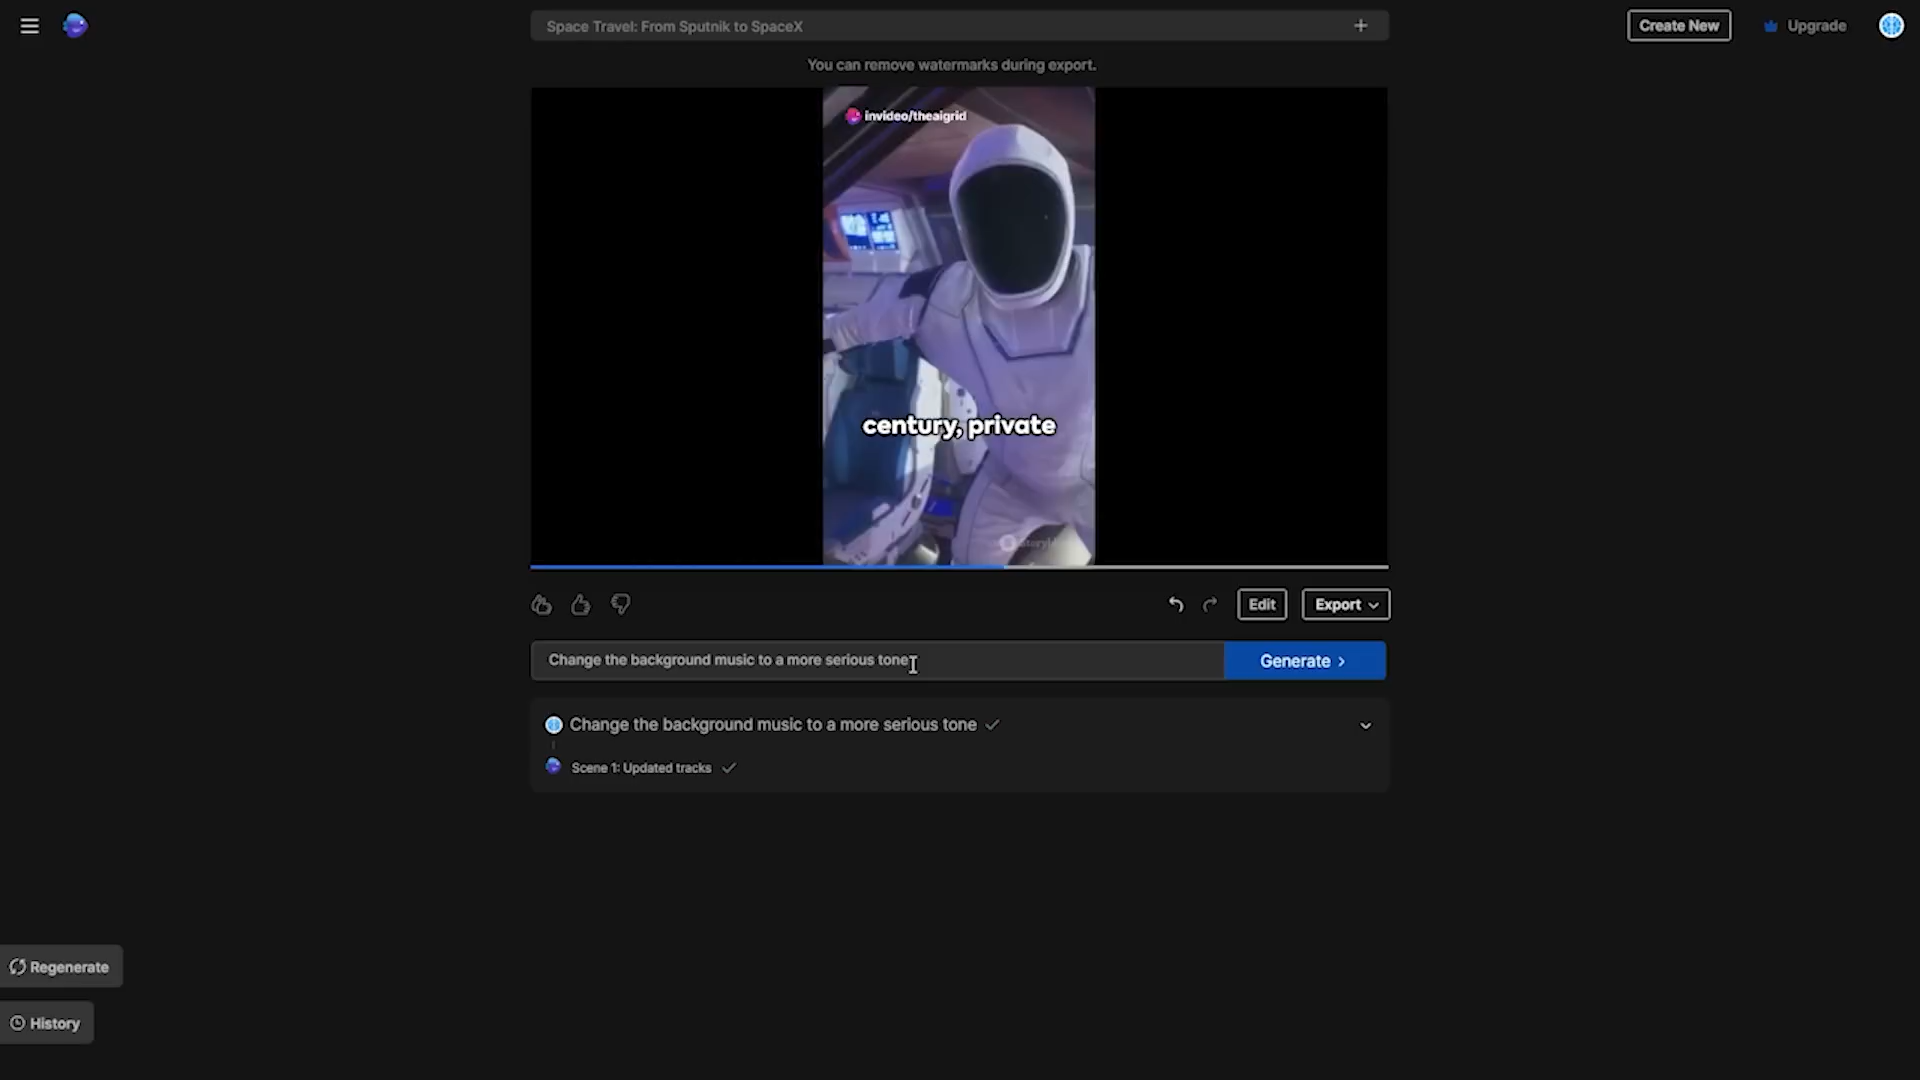 Space Travel: From Sputnik to SpaceX
Create New
Upgrade
You can remove watermarks during export.
invideo/theaigrid
century, private
Edit
Export
Change the background music to a more serious tone
Generate
Change the background music to a more serious tone
Scene 1: Updated tracks
Regenerate
History